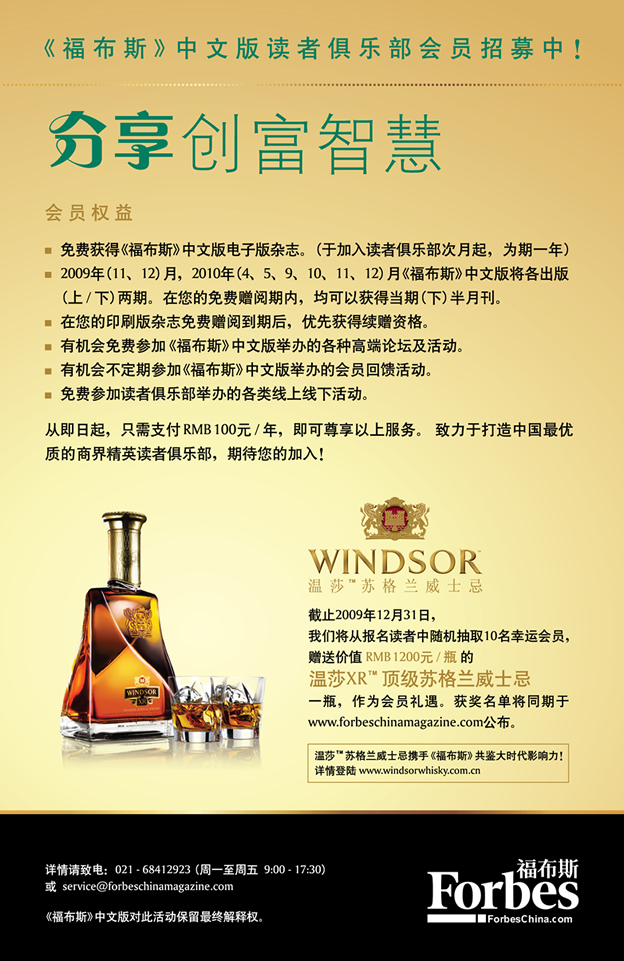 《福布斯》中文版读者俱乐部会员招募中！
分享创富智慧
会员权益
免费获得《福布斯》中文版电子版杂志。（于加入读者俱乐部次月起，为期一年）
2009年（11、12）月，2010年（4、5、9、10、11、12）月《福布斯》中文版将各出版
（上 / 下）两期。在您的免费赠阅期内，均可以获得当期（下）半月刊。
在您的印刷版杂志免费赠阅到期后，优先获得续赠资格。
有机会免费参加《福布斯》中文版举办的各种高端论坛及活动。
有机会不定期参加《福布斯》中文版举办的会员回馈活动。
免费参加读者俱乐部举办的各类线上线下活动。
从即日起，只需支付 RMB 100元 / 年，即可尊享以上服务。 致力于打造中国最优
质的商界精英读者俱乐部，期待您的加入！
WINDSOR™
温莎™苏格兰威士忌
截止2009年12月31日，
我们将从报名读者中随机抽取10名幸运会员，
赠送价值 RMB 1200元 / 瓶 的
温莎XR™ 顶级苏格兰威士忌
一瓶，作为会员礼遇。获奖名单将同期于
www.forbeschinamagazine.com公布。
WINDSOR
XR
温莎™ 苏格兰威士忌携手《福布斯》共鉴大时代影响力！
详情登陆 www.windsorwhisky.com.cn
详情请致电：021 - 68412923（周一至周五 9:00 - 17:30）
或 service@forbeschinamagazine.com
《福布斯》中文版对此活动保留最终解释权。
福布斯
Forbes
ForbesChina.com